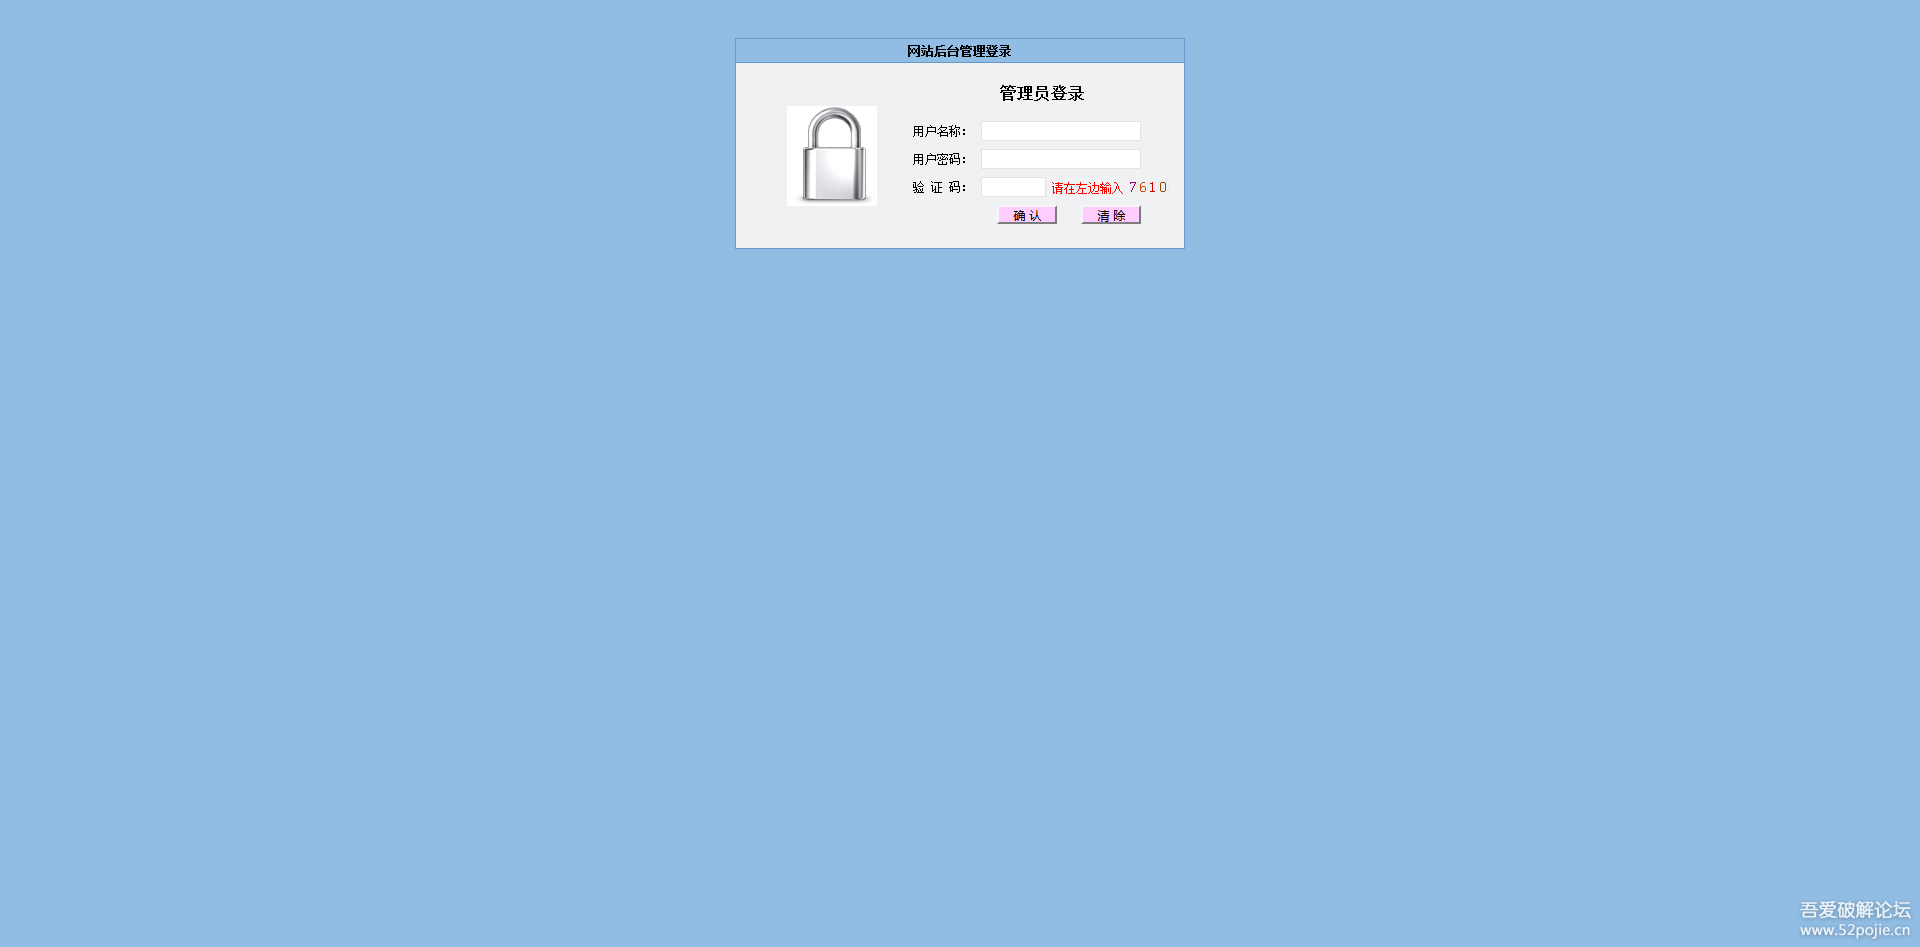 网站后台管理登录
管理员登录
用户名称：
用户密码：
验 证 码： 请在左边输入 7610
确 认 清 除
吾爱破解论坛
www.52pojie.cn